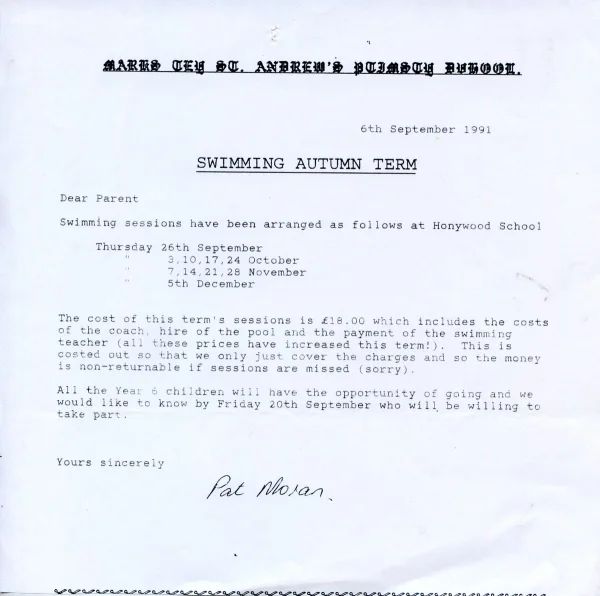 MARKS TEY ST. ANDREW'S PTIMSTY DVHOOL.
6th September 1991
SWIMMING AUTUMN TERM
Dear Parent
Swimming sessions have been arranged as follows at Honywood School
Thursday 26th September
" 3,10,17,24 October
" 7,14,21,28 November
" 5th December
The cost of this term's sessions is £18.00 which includes the costs
of the coach, hire of the pool and the payment of the swimming
teacher (all these prices have increased this term!). This is
costed out so that we only just cover the charges and so the money
is non-returnable if sessions are missed (sorry).
All the Year 6 children will have the opportunity of going and we
would like to know by Friday 20th September who will be willing to
take part.
Yours sincerely
Pat Moran.